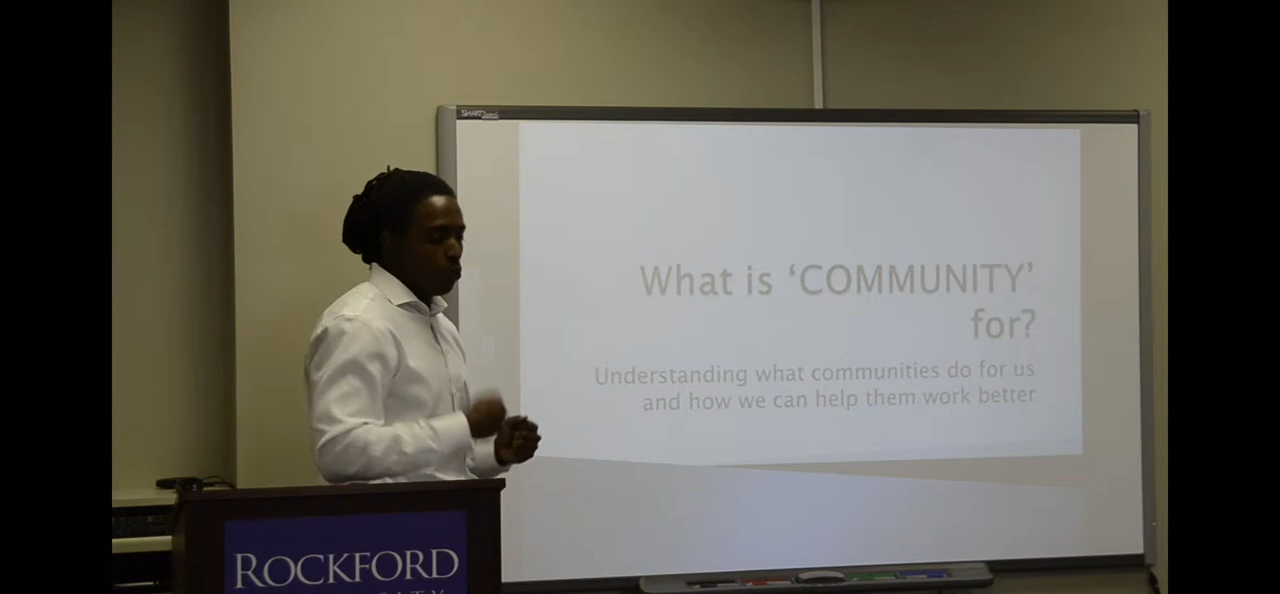 SMART
What is ‘COMMUNITY’
for?
Understanding what communities do for us
and how we can help them work better
ROCKFORD